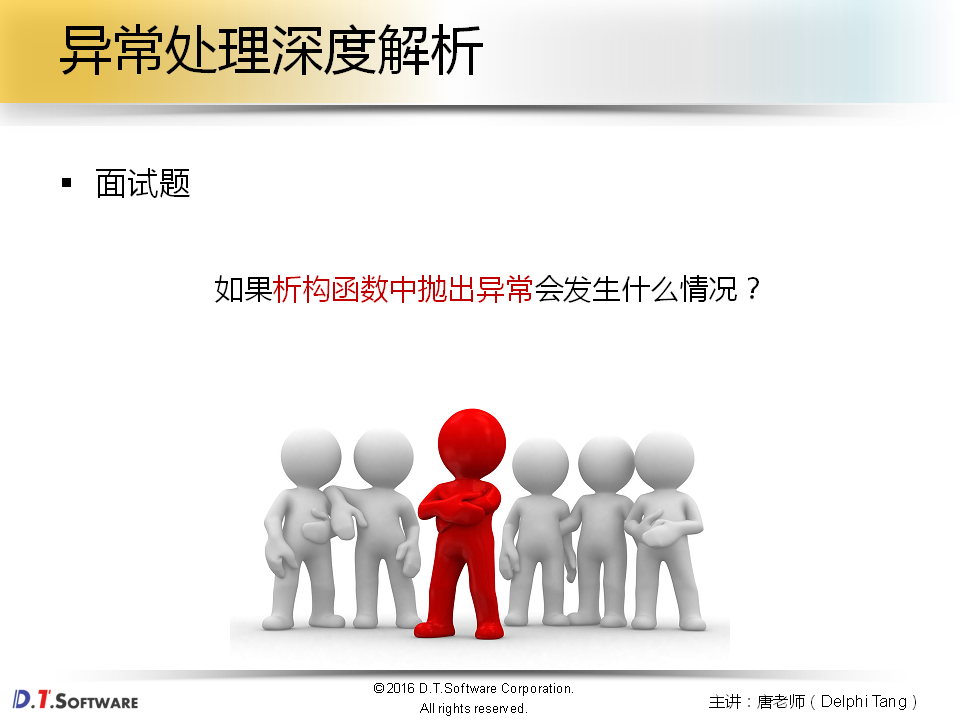 异常处理深度解析
▪ 面试题
如果析构函数中抛出异常会发生什么情况？
D.T.SOFTWARE
©2016 D.T.Software Corporation.
All rights reserved.
主讲：唐老师（Delphi Tang）